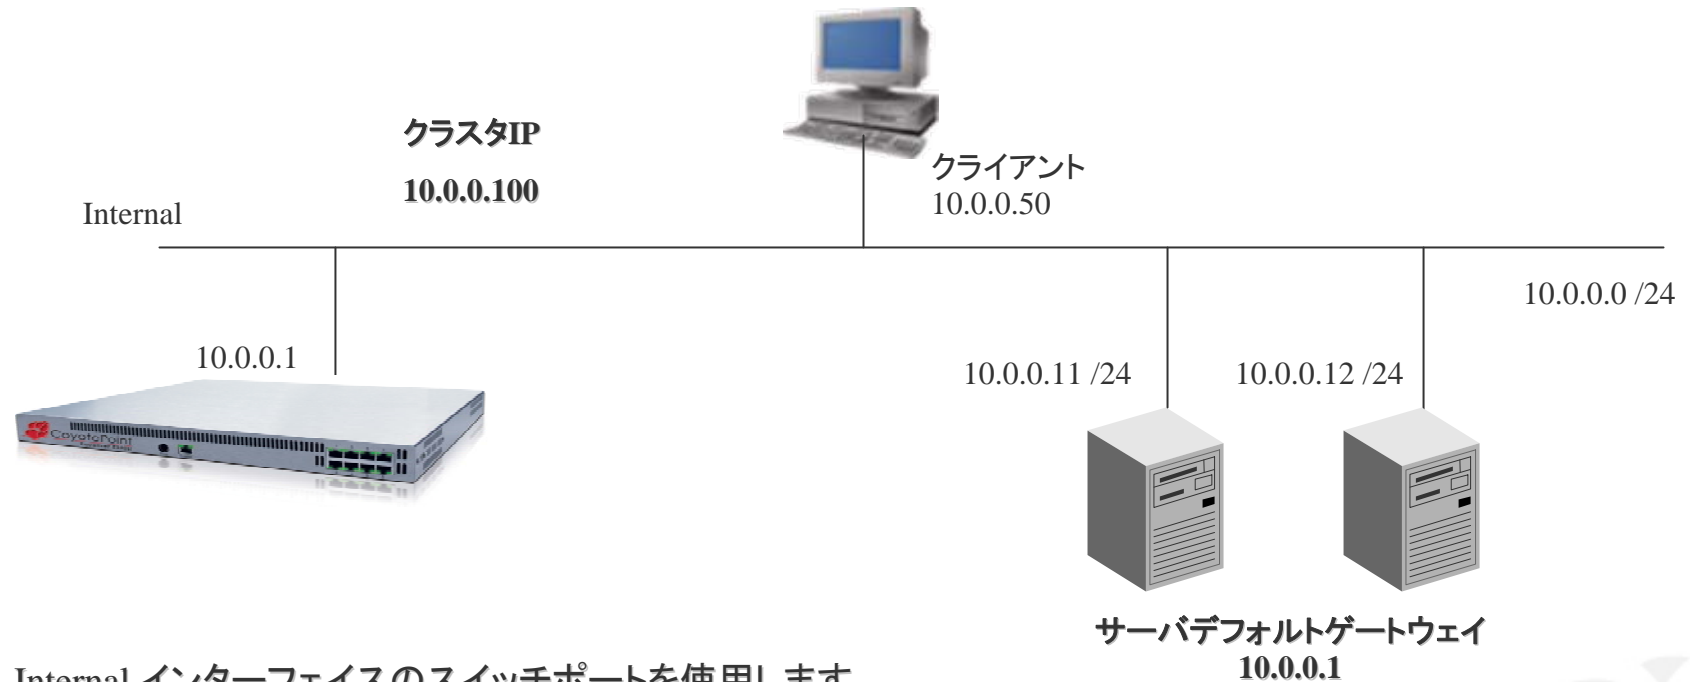 クラスタIP
10.0.0.100
クライアント
10.0.0.50
Internal
10.0.0.0 /24
10.0.0.1
10.0.0.11 /24
10.0.0.12 /24
CoyotePoint
サーバデフォルトゲートウェイ
10.0.0.1
Internal インターフェイスのスイッチポートを使用します